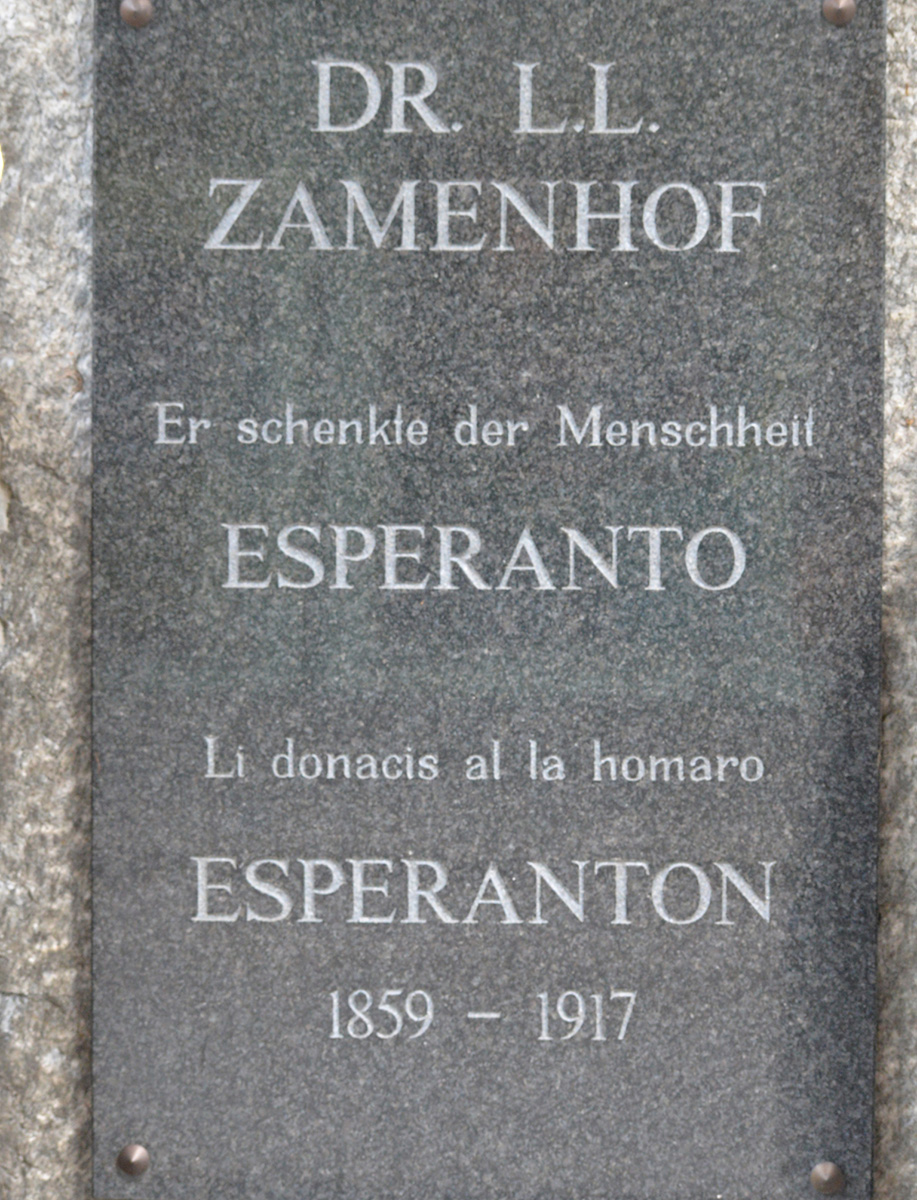 DR. L.L.
ZAMENHOF
Er schenkte der Menschheit
ESPERANTO
Li donacis al la homaro
ESPERANTON
1859 – 1917